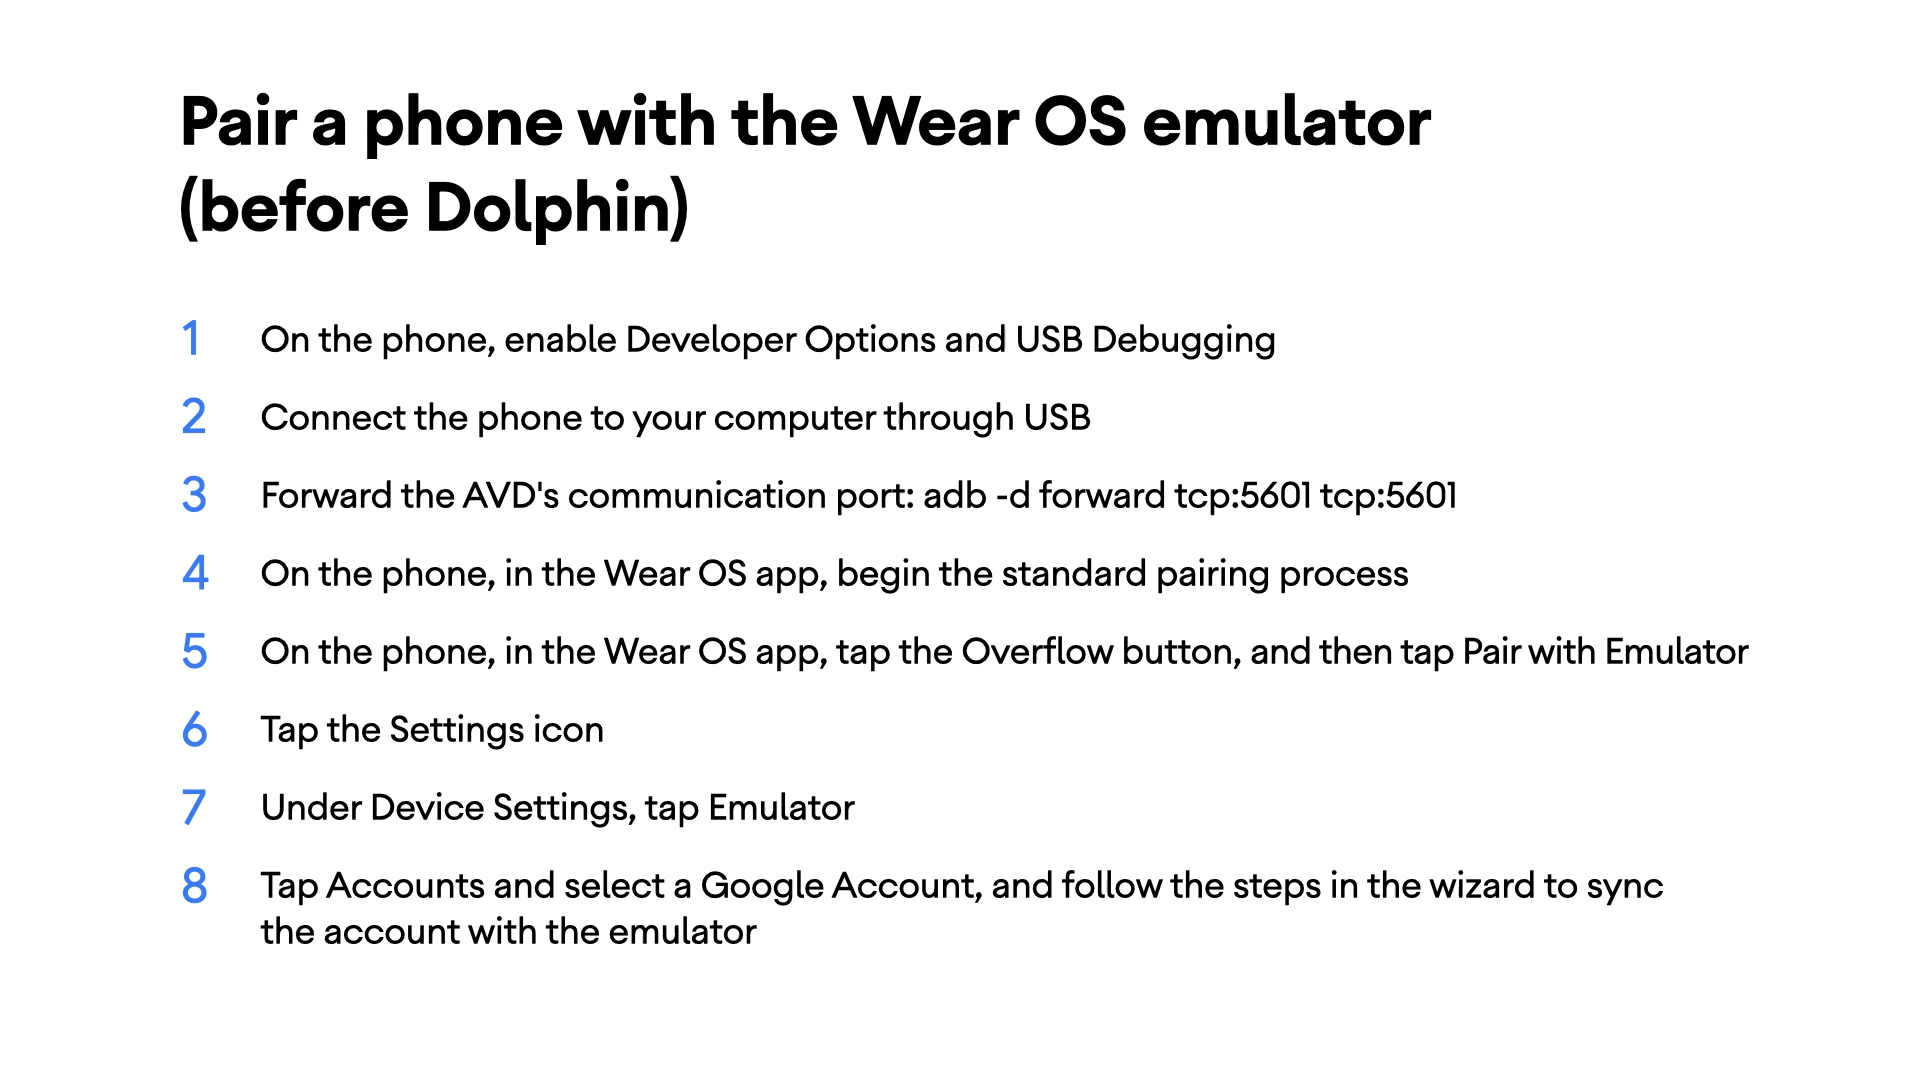 Pair a phone with the Wear OS emulator
(before Dolphin)
1 On the phone, enable Developer Options and USB Debugging
2 Connect the phone to your computer through USB
3 Forward the AVD's communication port: adb -d forward tcp:5601 tcp:5601
4 On the phone, in the Wear OS app, begin the standard pairing process
5 On the phone, in the Wear OS app, tap the Overflow button, and then tap Pair with Emulator
6 Tap the Settings icon
7 Under Device Settings, tap Emulator
8 Tap Accounts and select a Google Account, and follow the steps in the wizard to sync
the account with the emulator